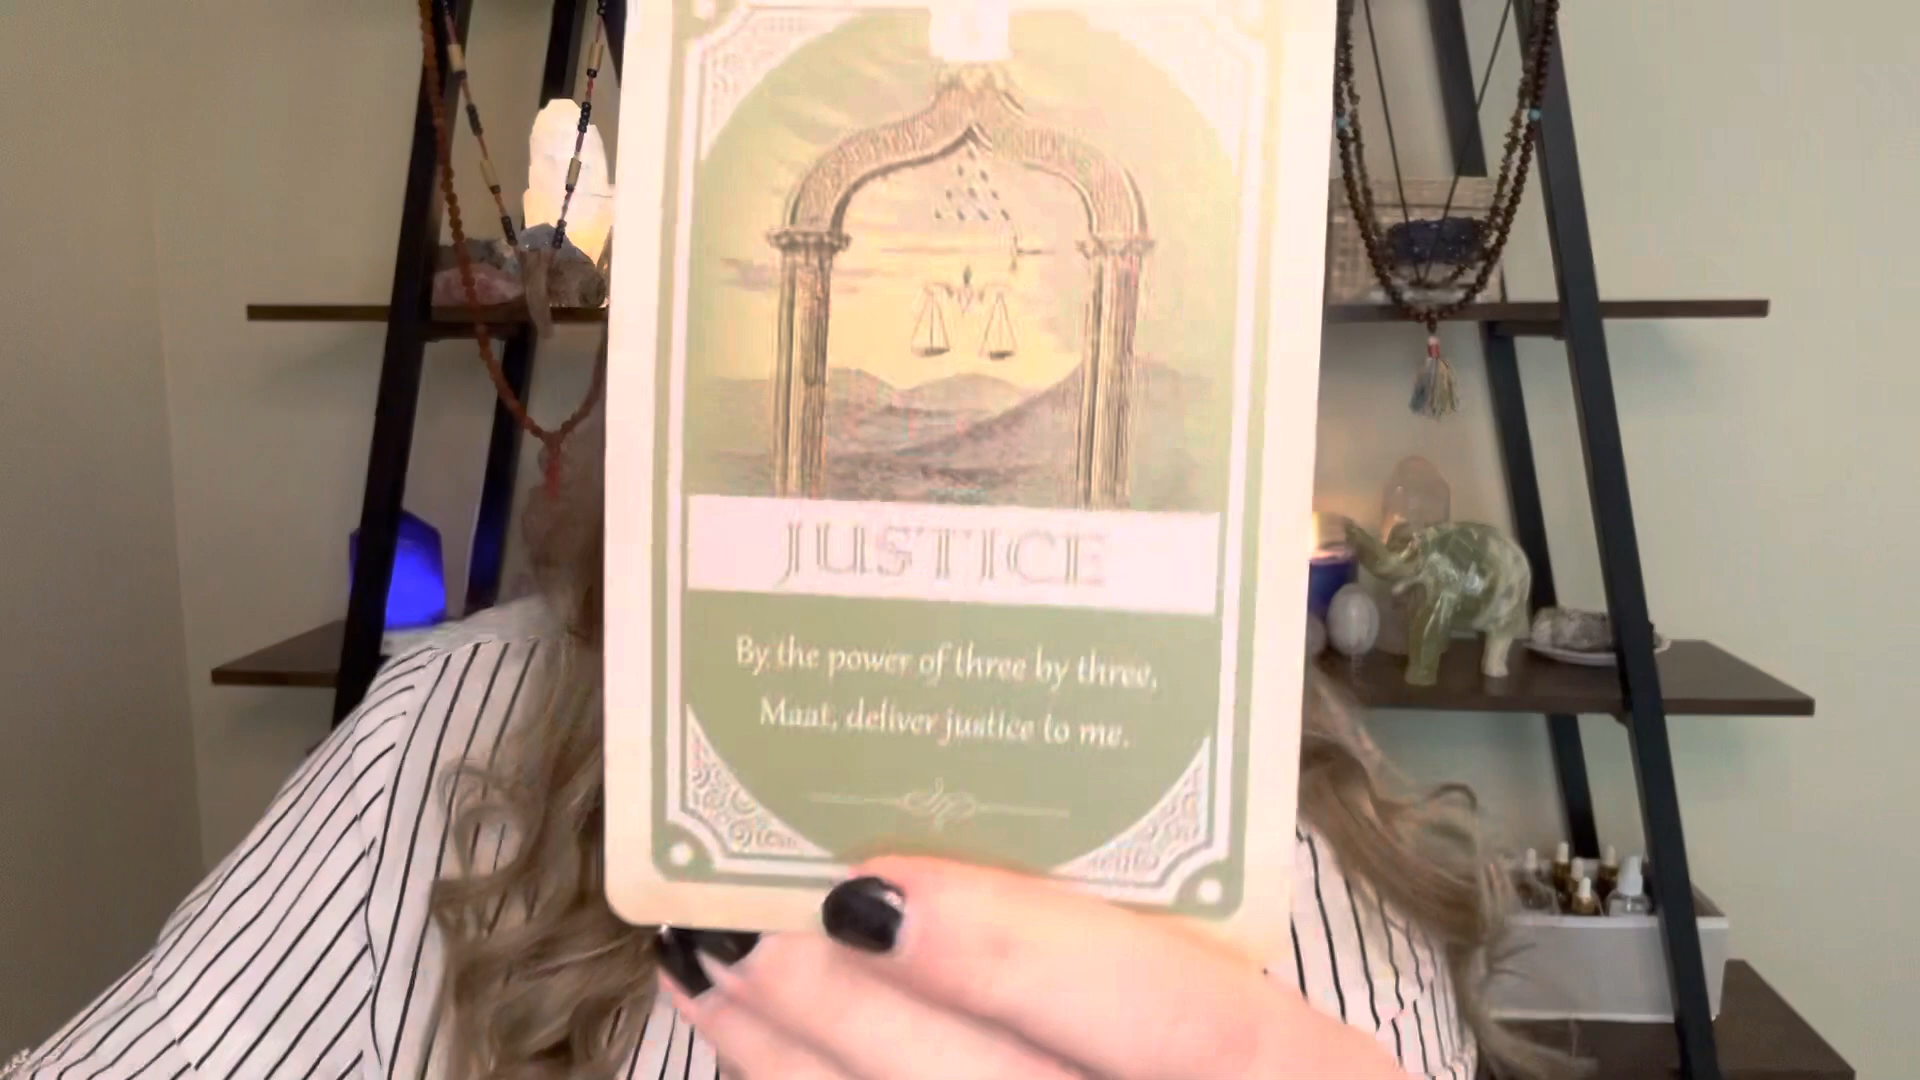 JUSTICE
By the power of three by three,
Maat, deliver justice to me.